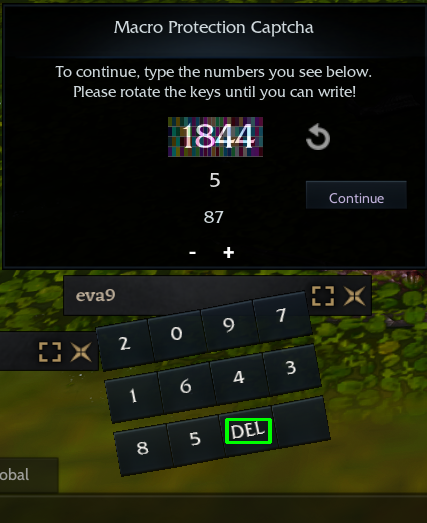 Macro Protection Captcha
To continue, type the numbers you see below.
Please rotate the keys until you can write!
1844
5
Continue
87
- +
eva9
2 0 9 7
1 6 4 3
8 5 DEL
obal